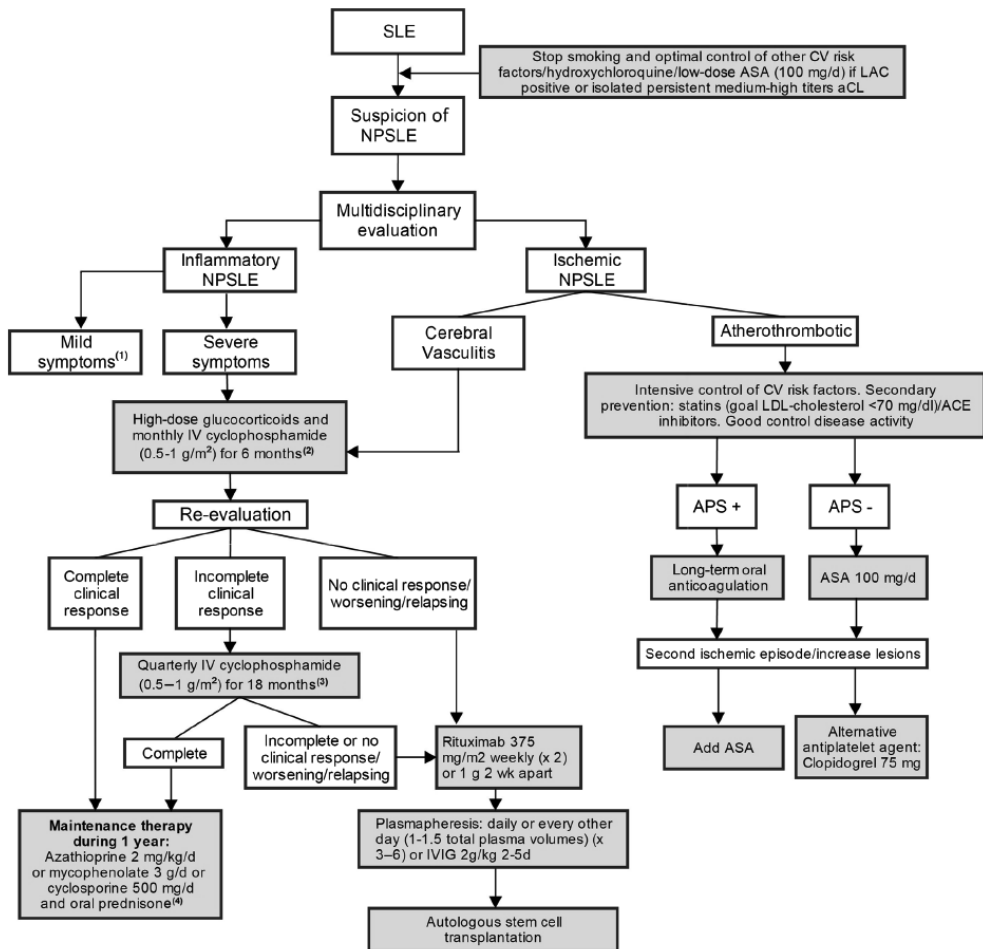 SLE
Stop smoking and optimal control of other CV risk
factors/hydroxychloroquine/low-dose ASA (100 mg/d) if LAC
positive or isolated persistent medium-high titers aCL
Suspicion of
NPSLE
Multidisciplinary
evaluation
Inflammatory
NPSLE
Ischemic
NPSLE
Mild
symptoms(1)
Severe
symptoms
Cerebral
Vasculitis
Atherothrombotic
High-dose glucocorticoids and
monthly IV cyclophosphamide
(0.5-1 g/m²) for 6 months(2)
Intensive control of CV risk factors. Secondary
prevention: statins (goal LDL-cholesterol <70 mg/dl)/ACE
inhibitors. Good control disease activity
Re-evaluation
APS +
APS -
Complete
clinical
response
Incomplete
clinical
response
No clinical response/
worsening/relapsing
Long-term oral
anticoagulation
ASA 100 mg/d
Quarterly IV cyclophosphamide
(0.5–1 g/m²) for 18 months(3)
Second ischemic episode/increase lesions
Complete
Incomplete or no
clinical response/
worsening/relapsing
Rituximab 375
mg/m2 weekly (x 2)
or 1 g 2 wk apart
Add ASA
Alternative
antiplatelet agent:
Clopidogrel 75 mg
Maintenance therapy
during 1 year:
Azathioprine 2 mg/kg/d
or mycophenolate 3 g/d or
cyclosporine 500 mg/d
and oral prednisone(4)
Plasmapheresis: daily or every other
day (1-1.5 total plasma volumes) (x
3–6) or IVIG 2g/kg 2-5d
Autologous stem cell
transplantation